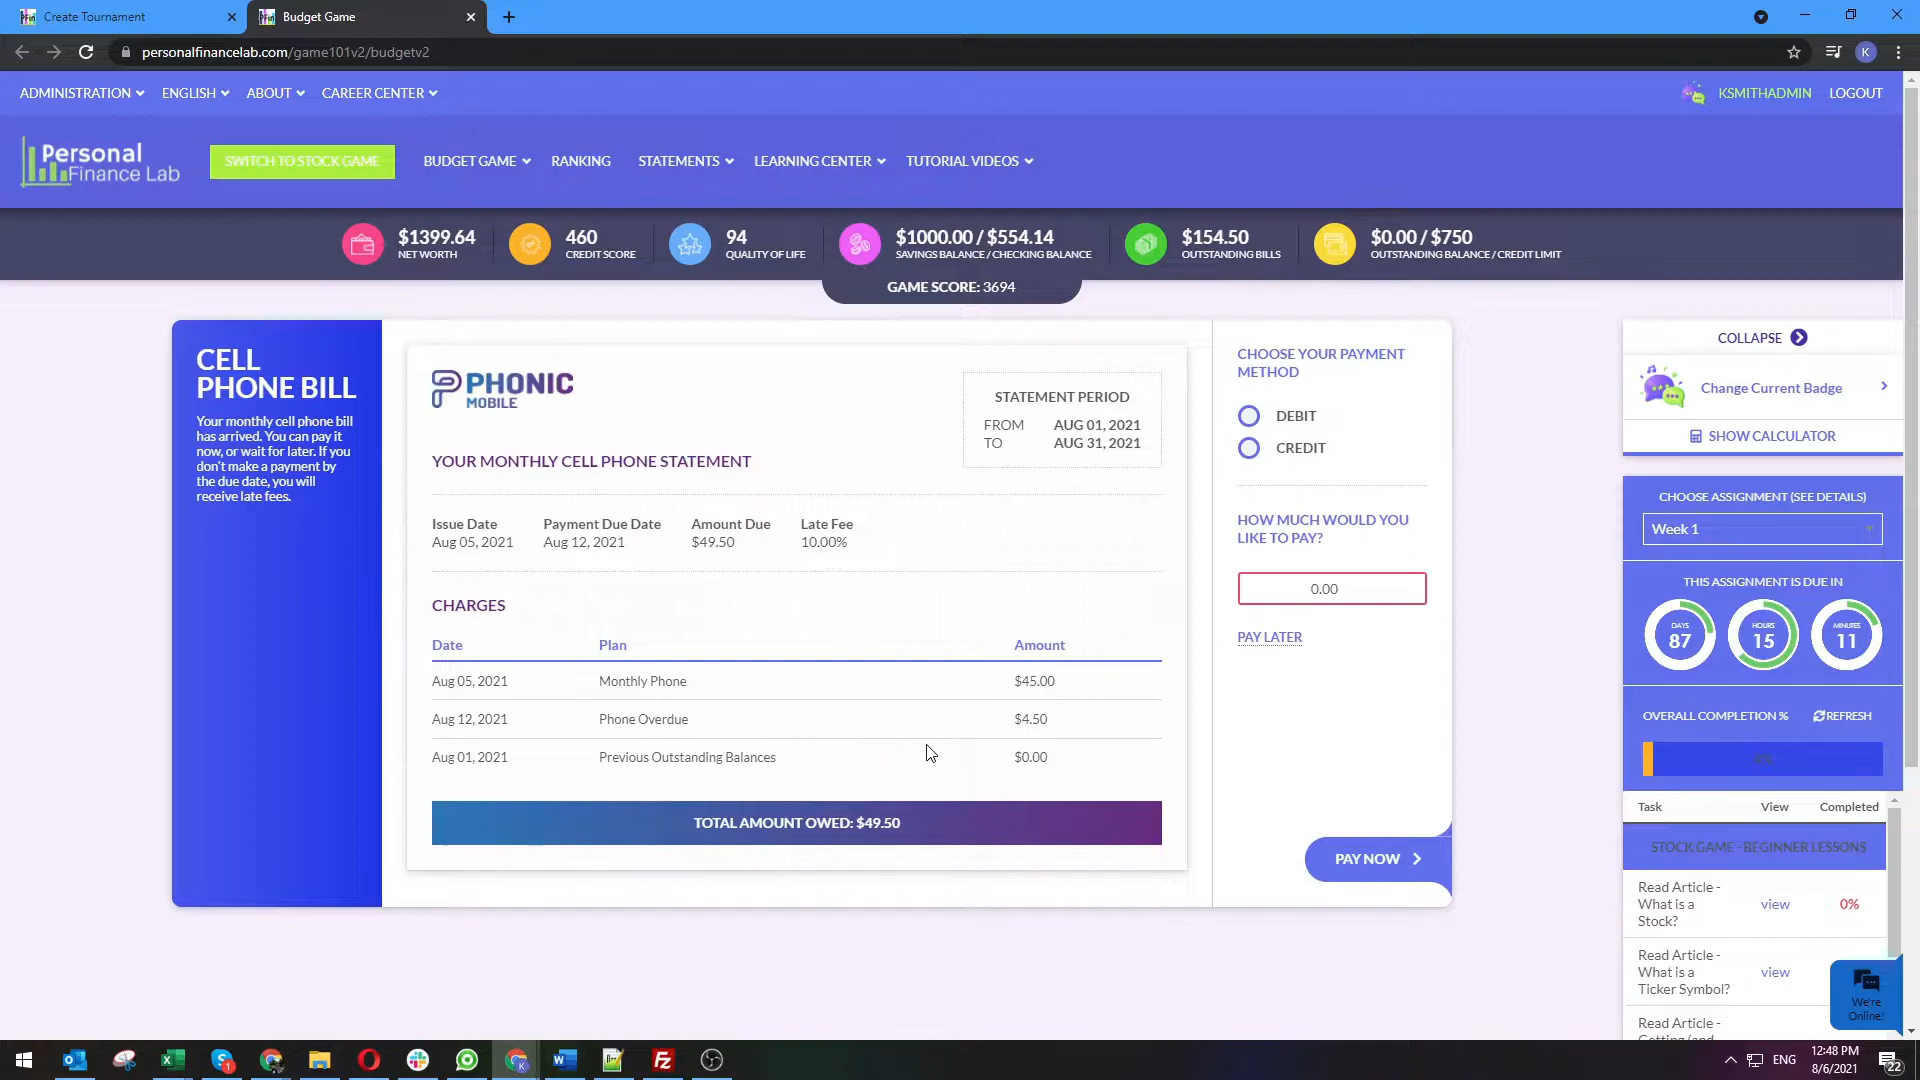 Create Tournament
Budget Game
personalfinancelab.com/game101v2/budgetv2
K
ADMINISTRATION ENGLISH ABOUT CAREER CENTER
KSMITHADMIN LOGOUT
Personal
Finance Lab
SWITCH TO STOCK GAME
BUDGET GAME RANKING STATEMENTS LEARNING CENTER TUTORIAL VIDEOS
$1399.64
NET WORTH
460
CREDIT SCORE
94
QUALITY OF LIFE
$1000.00 / $554.14
SAVINGS BALANCE / CHECKING BALANCE
$154.50
OUTSTANDING BILLS
$0.00 / $750
OUTSTANDING BALANCE / CREDIT LIMIT
GAME SCORE: 3694
CELL
PHONE BILL
Your monthly cell phone bill
has arrived. You can pay it
now, or wait for later. If you
don't make a payment by
the due date, you will
receive late fees.
PHONIC
MOBILE
STATEMENT PERIOD
FROM AUG 01, 2021
TO AUG 31, 2021
YOUR MONTHLY CELL PHONE STATEMENT
Issue Date Payment Due Date Amount Due Late Fee
Aug 05, 2021 Aug 12, 2021 $49.50 10.00%
CHARGES
Date Plan Amount
Aug 05, 2021 Monthly Phone $45.00
Aug 12, 2021 Phone Overdue $4.50
Aug 01, 2021 Previous Outstanding Balances $0.00
TOTAL AMOUNT OWED: $49.50
CHOOSE YOUR PAYMENT
METHOD
DEBIT
CREDIT
HOW MUCH WOULD YOU
LIKE TO PAY?
0.00
PAY LATER
PAY NOW
COLLAPSE
Change Current Badge
SHOW CALCULATOR
CHOOSE ASSIGNMENT (SEE DETAILS)
Week 1
THIS ASSIGNMENT IS DUE IN
DAYS
87
HOURS
15
MINUTES
11
OVERALL COMPLETION % REFRESH
Task View Completed
STOCK GAME - BEGINNER LESSONS
Read Article -
What is a
Stock?
view 0%
Read Article -
What is a
Ticker Symbol?
view
Read Article -
We're
Online!
ENG
12:48 PM
8/6/2021
22